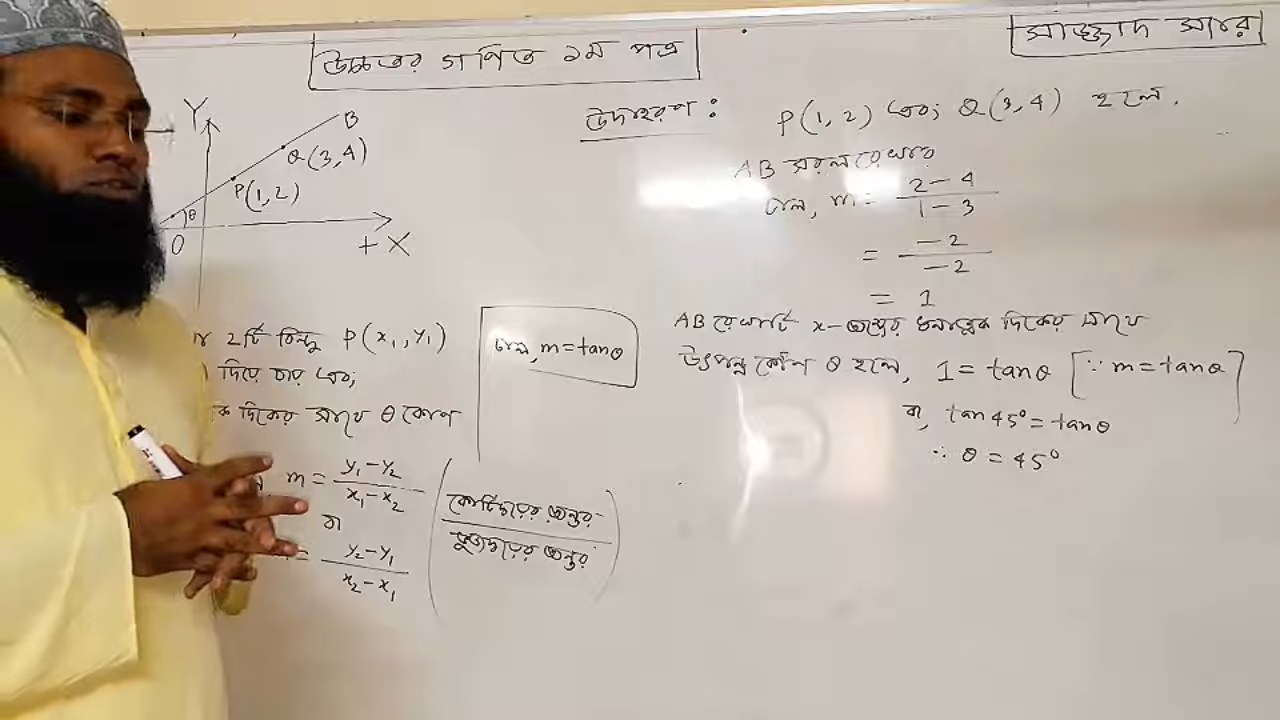 উচ্চতর গণিত ১ম পত্র
সাজ্জাদ স্যার
Y
B
Q(3,4)
P(1,2)
θ
O
+ X
২টি বিন্দু P(x₁, y₁)
দিয়ে যায় এবং
দিকের সাথে θ কোণ
m = (y₁-y₂)/(x₁-x₂)
বা
= (y₂-y₁)/(x₂-x₁)
(কোটিদ্বয়ের অন্তর / ভুজদ্বয়ের অন্তর)
ঢাল, m = tanθ
উদাহরণ :
P(1,2) এবং Q(3,4) হলে,
AB সরলরেখার
ঢাল, m = (2-4)/(1-3)
= (-2)/(-2)
= 1
AB রেখাটি x-অক্ষের ধনাত্মক দিকের সাথে
উৎপন্ন কোণ θ হলে, 1 = tanθ [∵ m = tanθ]
বা, tan45° = tanθ
∴ θ = 45°